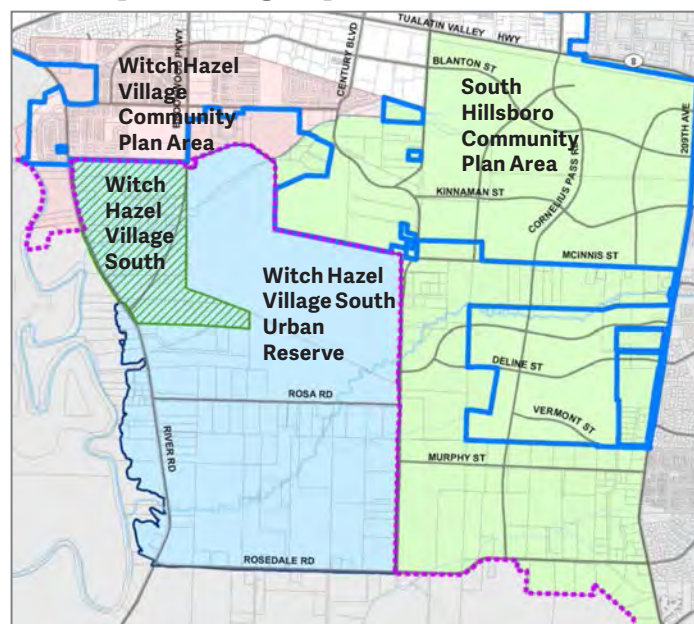 TUALATIN VALLEY HWY
8
BLANTON ST
CENTURY BLVD
Witch Hazel
Village
Community
Plan Area
South
Hillsboro
Community
Plan Area
209TH AVE
CORNELIUS PASS RD
KINNAMAN ST
Witch
Hazel
Village
South
MCINNIS ST
Witch Hazel
Village South
Urban
Reserve
DELINE ST
ROSA RD
VERMONT ST
RIVER RD
MURPHY ST
ROSEDALE RD